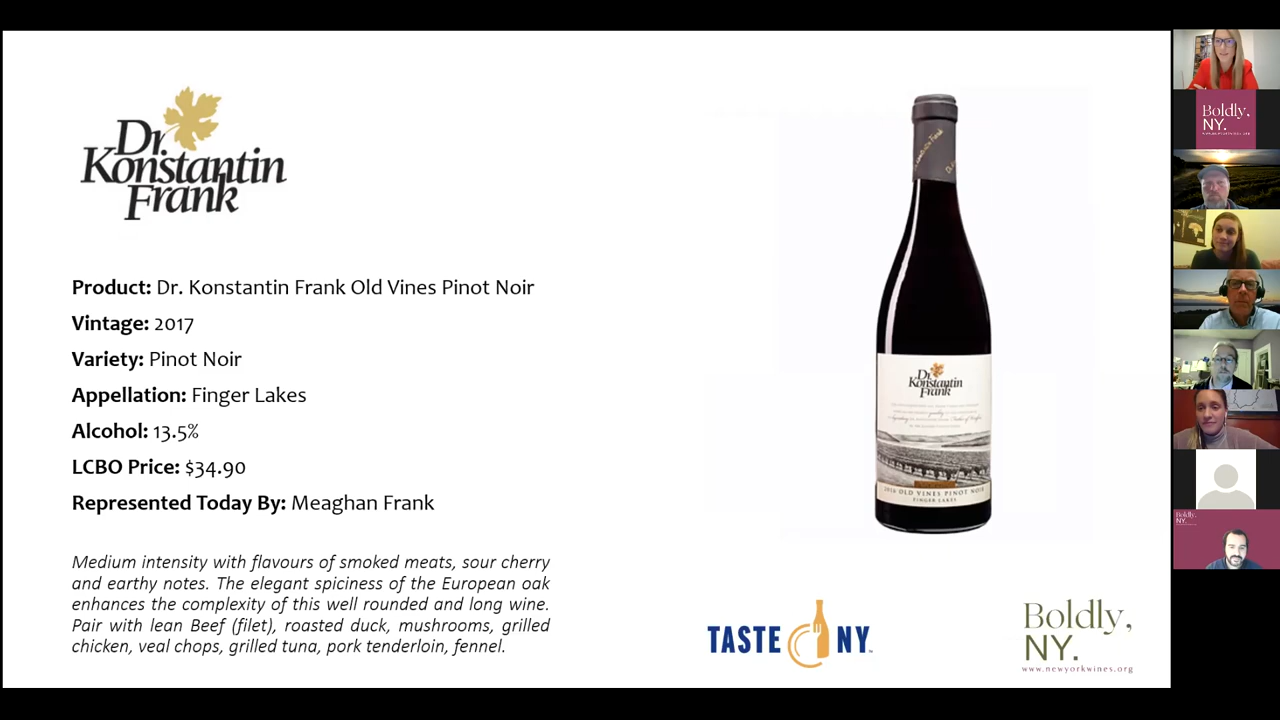 Dr.
Konstantin
Frank
Product: Dr. Konstantin Frank Old Vines Pinot Noir
Vintage: 2017
Variety: Pinot Noir
Appellation: Finger Lakes
Alcohol: 13.5%
LCBO Price: $34.90
Represented Today By: Meaghan Frank
Medium intensity with flavours of smoked meats, sour cherry
and earthy notes. The elegant spiciness of the European oak
enhances the complexity of this well rounded and long wine.
Pair with lean Beef (filet), roasted duck, mushrooms, grilled
chicken, veal chops, grilled tuna, pork tenderloin, fennel.
Dr.
Konstantin
Frank
2016 OLD VINES PINOT NOIR
FINGER LAKES
TASTE NY
Boldly,
NY.
www.newyorkwines.org
Boldly,
NY.
Boldly,
NY.